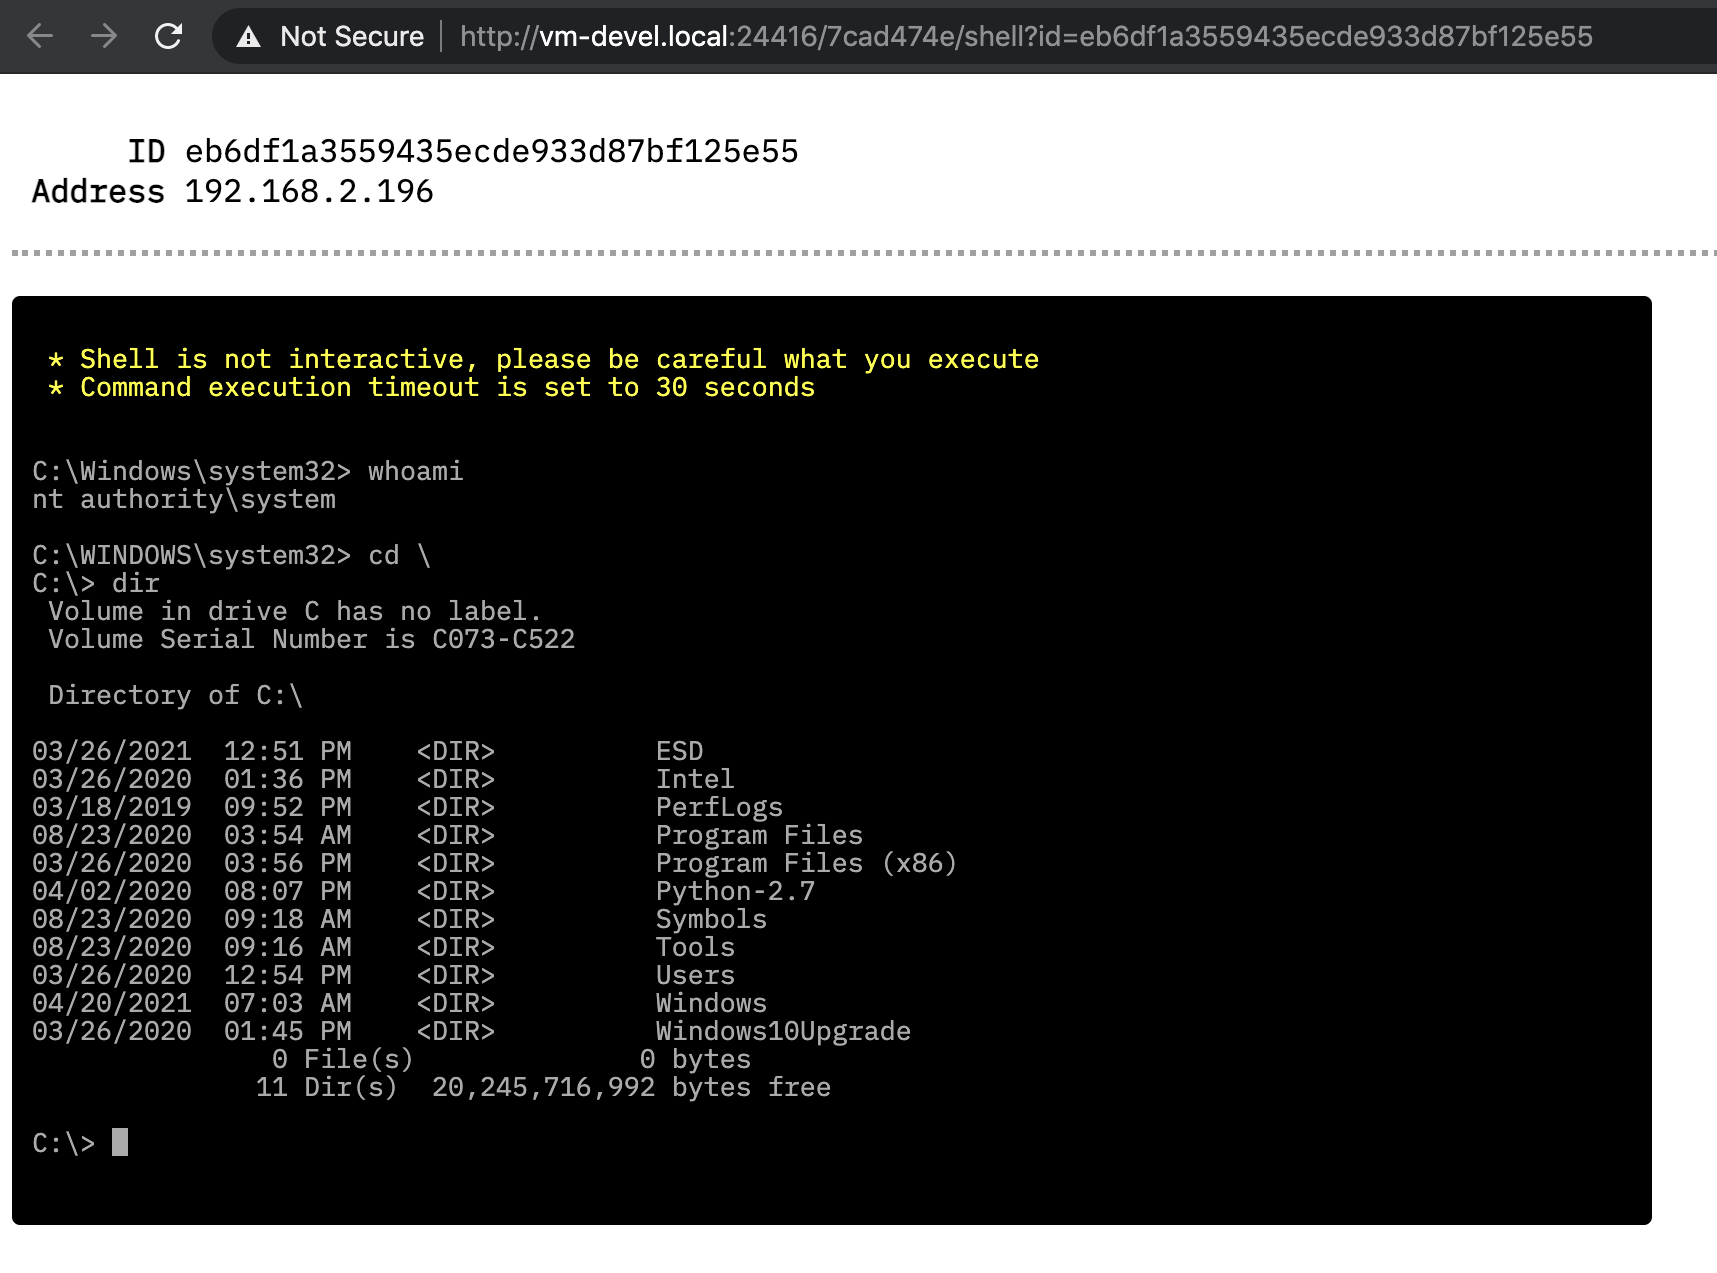 Not Secure | http://vm-devel.local:24416/7cad474e/shell?id=eb6df1a3559435ecde933d87bf125e55
ID eb6df1a3559435ecde933d87bf125e55
Address 192.168.2.196
* Shell is not interactive, please be careful what you execute
* Command execution timeout is set to 30 seconds
C:\Windows\system32> whoami
nt authority\system
C:\WINDOWS\system32> cd \
C:\> dir
Volume in drive C has no label.
Volume Serial Number is C073-C522
Directory of C:\
03/26/2021  12:51 PM    <DIR>          ESD
03/26/2020  01:36 PM    <DIR>          Intel
03/18/2019  09:52 PM    <DIR>          PerfLogs
08/23/2020  03:54 AM    <DIR>          Program Files
03/26/2020  03:56 PM    <DIR>          Program Files (x86)
04/02/2020  08:07 PM    <DIR>          Python-2.7
08/23/2020  09:18 AM    <DIR>          Symbols
08/23/2020  09:16 AM    <DIR>          Tools
03/26/2020  12:54 PM    <DIR>          Users
04/20/2021  07:03 AM    <DIR>          Windows
03/26/2020  01:45 PM    <DIR>          Windows10Upgrade
0 File(s)              0 bytes
11 Dir(s)  20,245,716,992 bytes free
C:\>